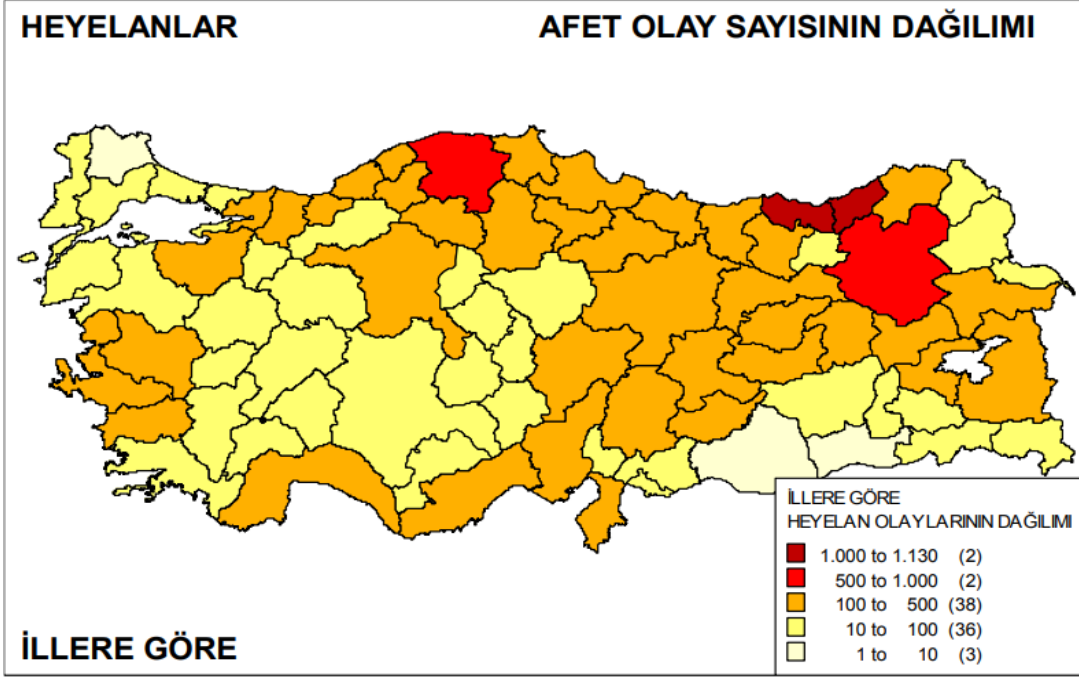 HEYELANLAR
AFET OLAY SAYISININ DAĞILIMI
İLLERE GÖRE
HEYELAN OLAYLARININ DAĞILIMI
1.000 to 1.130 (2)
500 to 1.000 (2)
100 to 500 (38)
10 to 100 (36)
1 to 10 (3)
İLLERE GÖRE